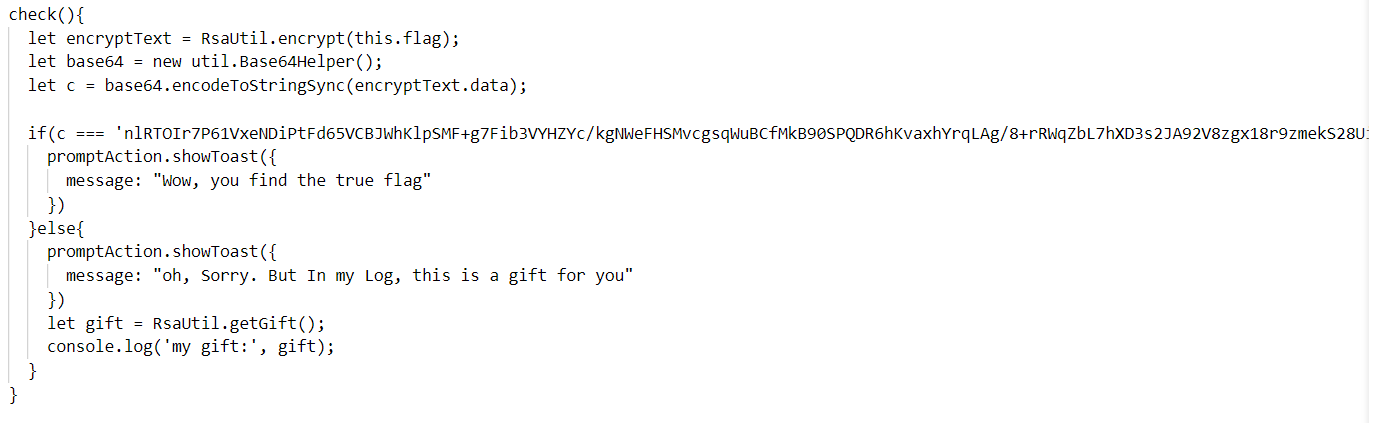 check(){
let encryptText = RsaUtil.encrypt(this.flag);
let base64 = new util.Base64Helper();
let c = base64.encodeToStringSync(encryptText.data);
if(c === 'nlRTOIr7P61VxeNDiPtFd65VCBJWhKlpSMF+g7Fib3VYHZYc/kgNWeFHSMvcgsqWuBCfMkB90SPQDR6hKvaxhYrqLAg/8+rRWqZbL7hXD3s2JA92V8zgx18r9zmekS28U
promptAction.showToast({
message: "Wow, you find the true flag"
})
}else{
promptAction.showToast({
message: "oh, Sorry. But In my Log, this is a gift for you"
})
let gift = RsaUtil.getGift();
console.log('my gift:', gift);
}
}